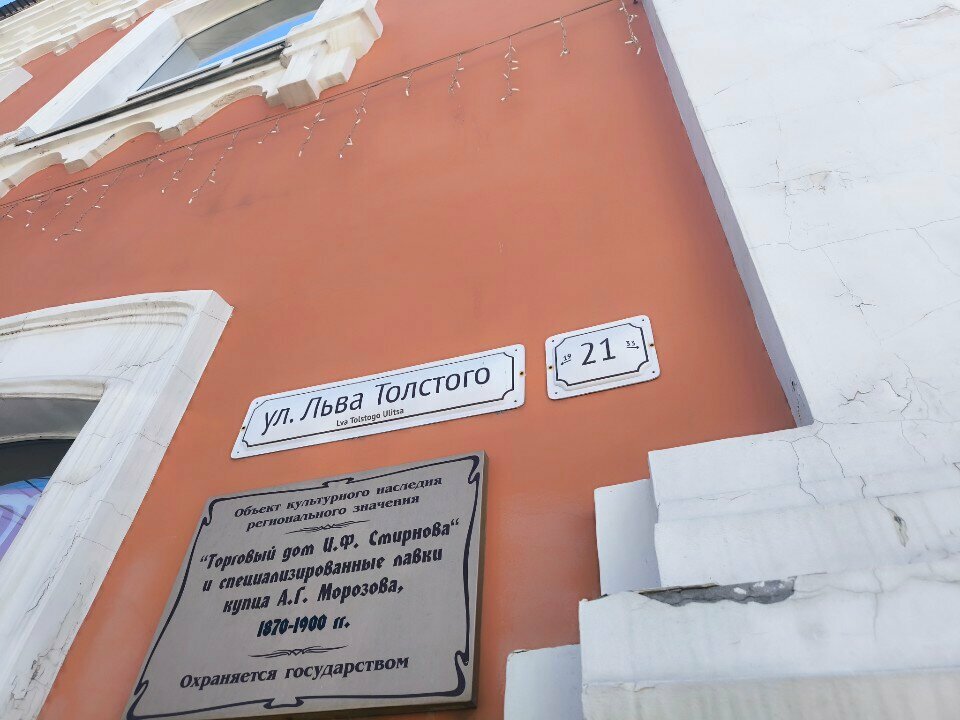 ул. Льва Толстого
Lva Tolstogo Ulitsa
19 21 33
Объект культурного наследия
регионального значения
"Торговый дом И.Ф. Смирнова"
и специализированные лавки
купца А.Г. Морозова,
1870-1900 гг.
Охраняется государством